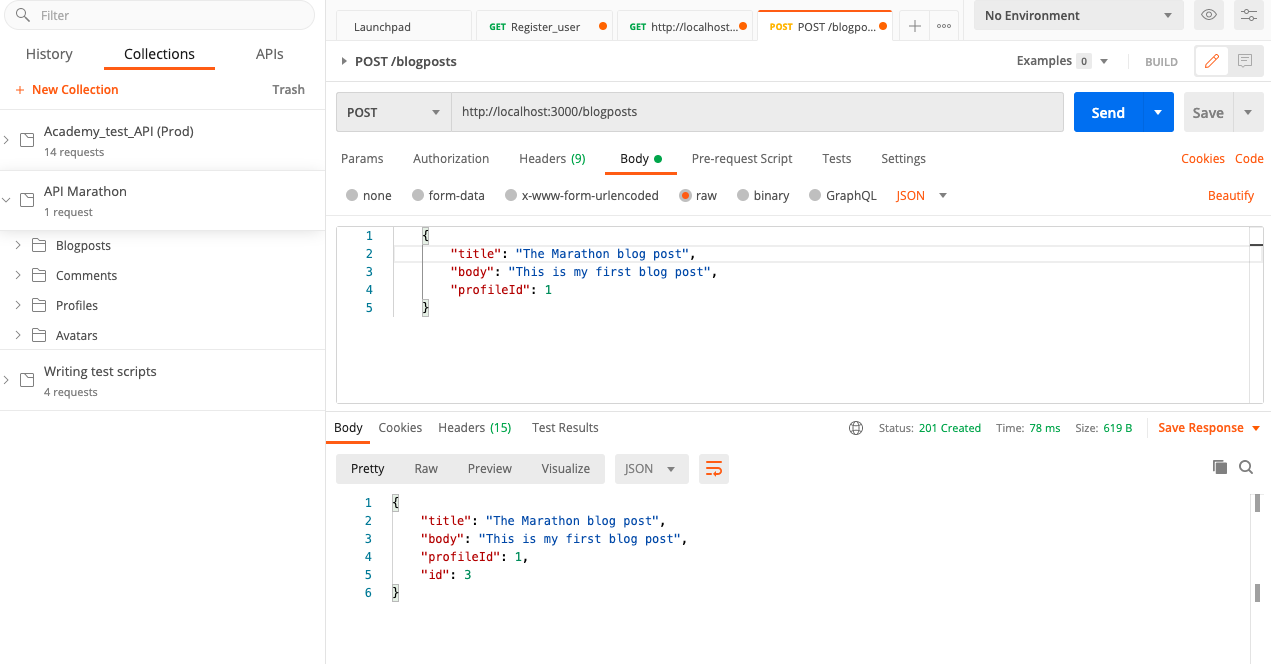 Filter
History Collections APIs
+ New Collection Trash
Academy_test_API (Prod)
14 requests
API Marathon
1 request
Blogposts
Comments
Profiles
Avatars
Writing test scripts
4 requests
Launchpad GET Register_user GET http://localhost... POST POST /blogpo... No Environment
POST /blogposts Examples 0 BUILD
POST http://localhost:3000/blogposts Send Save
Params Authorization Headers (9) Body Pre-request Script Tests Settings Cookies Code
none form-data x-www-form-urlencoded raw binary GraphQL JSON Beautify
1 {
2 "title": "The Marathon blog post",
3 "body": "This is my first blog post",
4 "profileId": 1
5 }
Body Cookies Headers (15) Test Results Status: 201 Created Time: 78 ms Size: 619 B Save Response
Pretty Raw Preview Visualize JSON
1 {
2 "title": "The Marathon blog post",
3 "body": "This is my first blog post",
4 "profileId": 1,
5 "id": 3
6 }